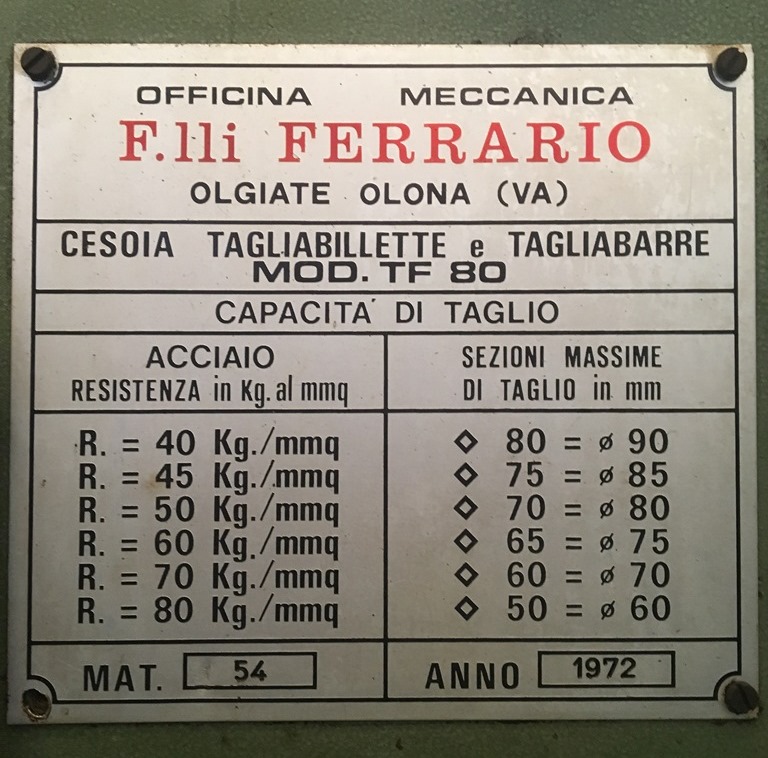 OFFICINA MECCANICA
F.lli FERRARIO
OLGIATE OLONA (VA)
CESOIA TAGLIABILLETTE e TAGLIABARRE
MOD. TF 80
CAPACITA´ DI TAGLIO
ACCIAIO
RESISTENZA in Kg. al mmq
SEZIONI MASSIME
DI TAGLIO in mm
R. = 40 Kg./mmq ◇ 80 = ø 90
R. = 45 Kg./mmq ◇ 75 = ø 85
R. = 50 Kg./mmq ◇ 70 = ø 80
R. = 60 Kg./mmq ◇ 65 = ø 75
R. = 70 Kg./mmq ◇ 60 = ø 70
R. = 80 Kg./mmq ◇ 50 = ø 60
MAT. 54 ANNO 1972